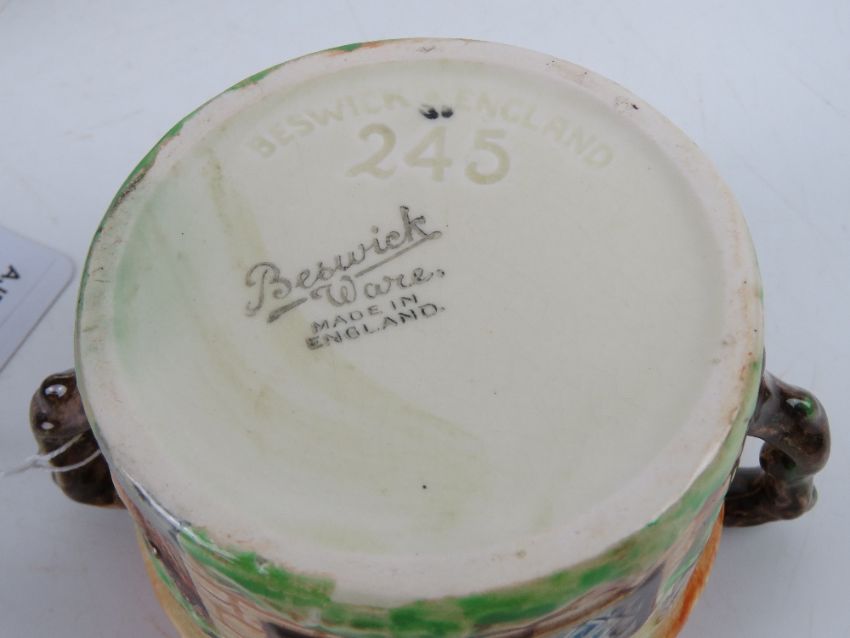 BESWICK ENGLAND
245
Beswick
Ware.
MADE IN
ENGLAND.